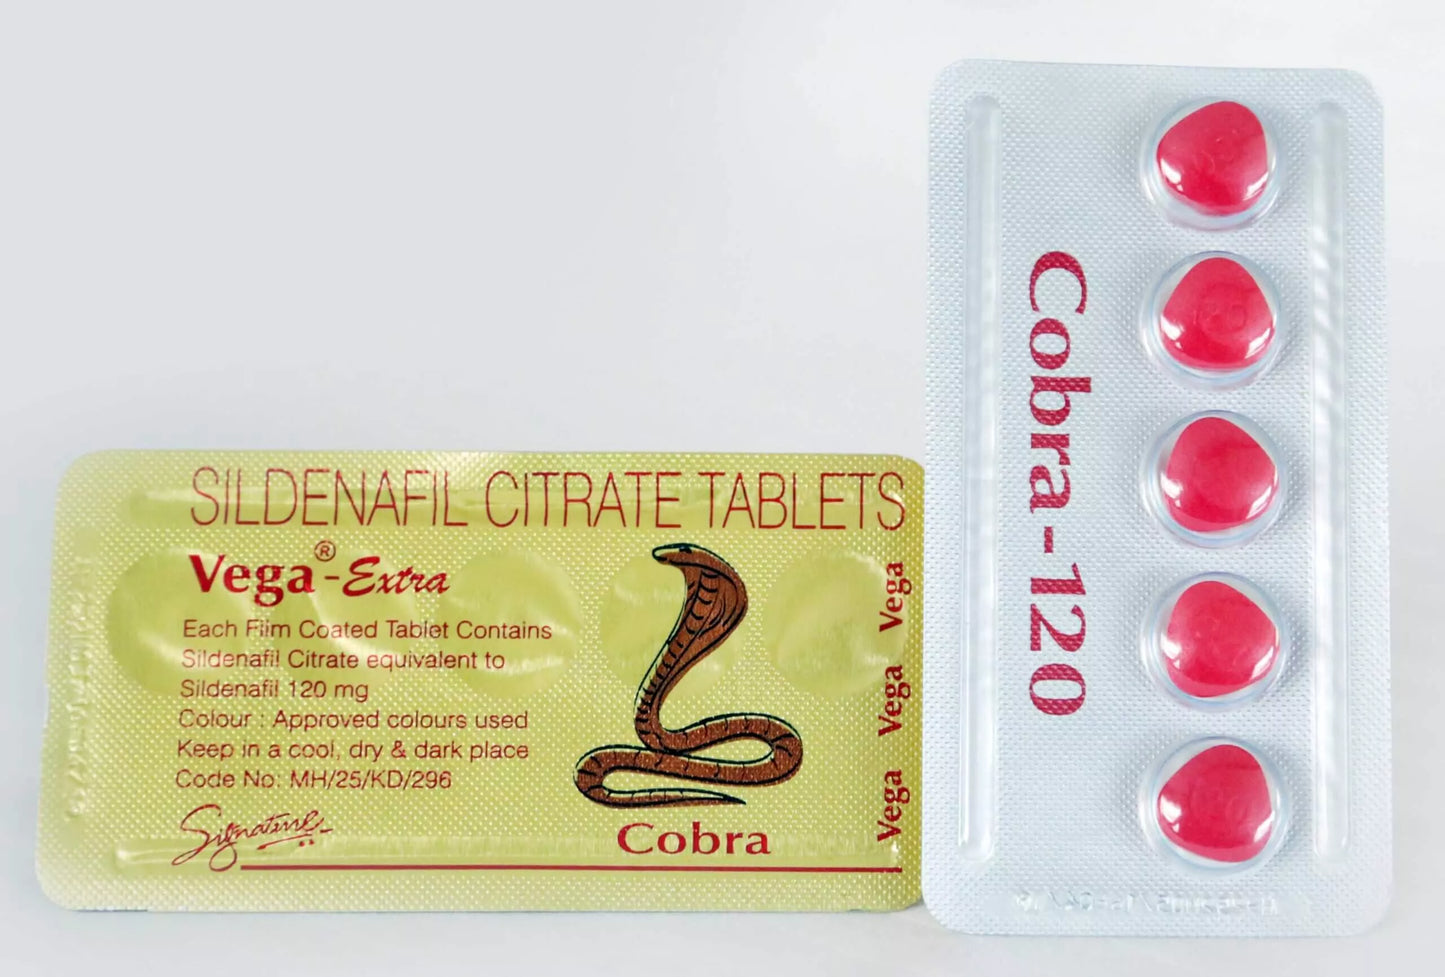 SILDENAFIL CITRATE TABLETS
Vega®-Extra
Each Film Coated Tablet Contains
Sildenafil Citrate equivalent to
Sildenafil 120 mg
Colour : Approved colours used
Keep in a cool, dry & dark place
Code No. MH/25/KD/296
Signature
Cobra
Vega Vega Vega
Cobra-120